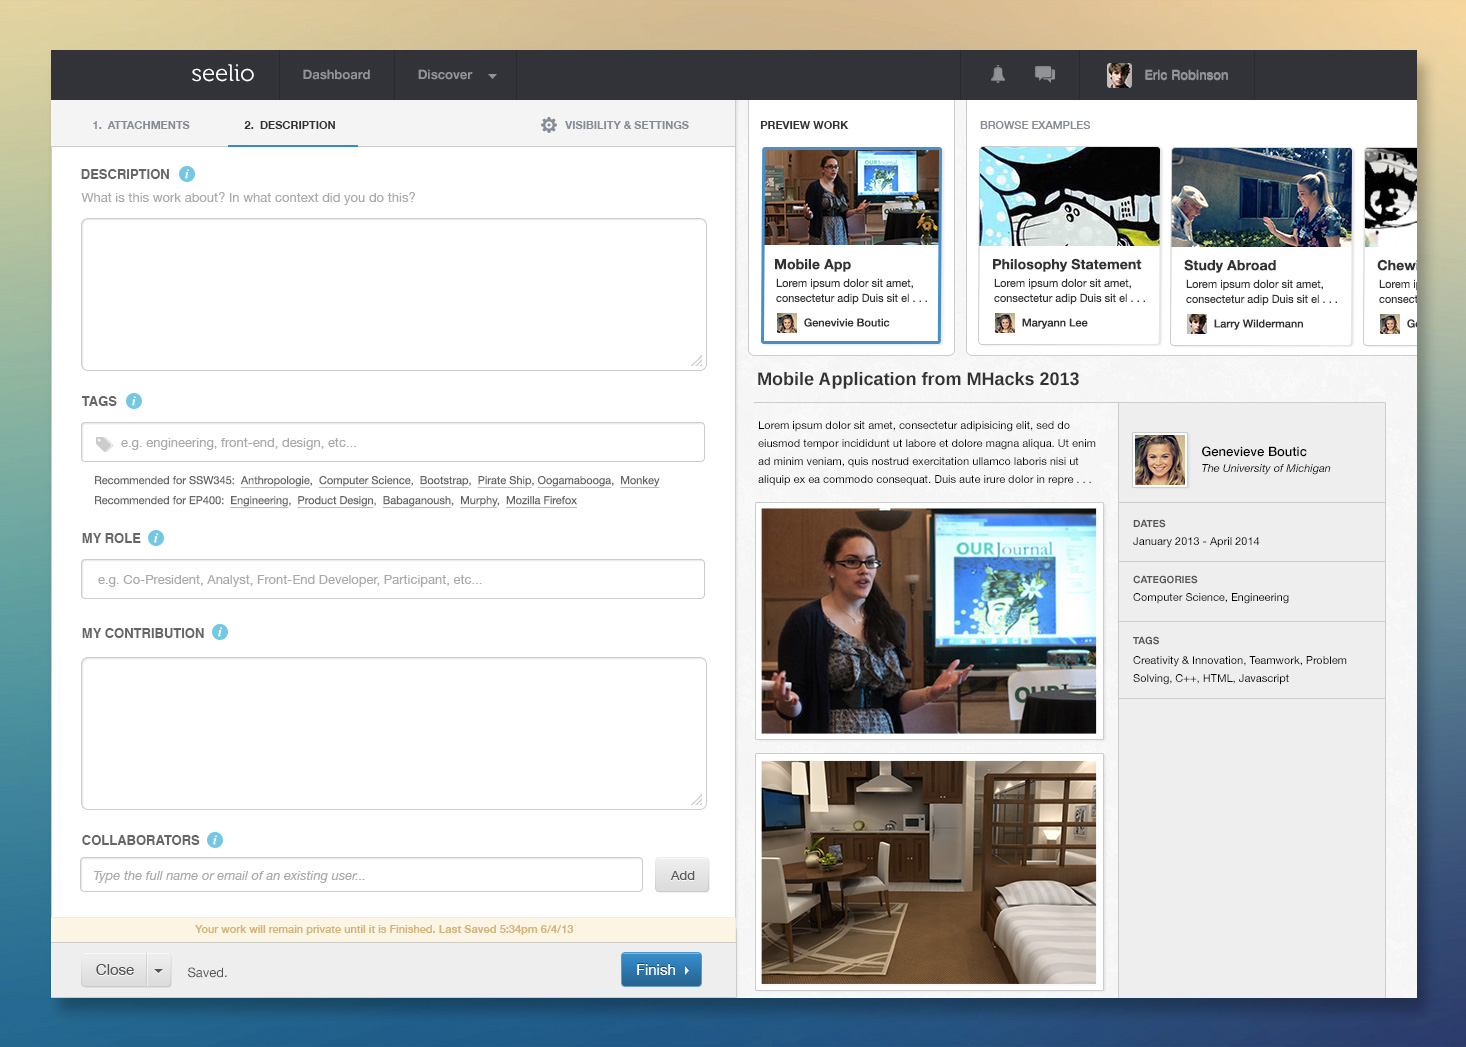 seelio
Dashboard
Discover
Eric Robinson
1. ATTACHMENTS
2. DESCRIPTION
VISIBILITY & SETTINGS
DESCRIPTION i
What is this work about? In what context did you do this?
TAGS i
e.g. engineering, front-end, design, etc...
Recommended for SSW345: Anthropologie, Computer Science, Bootstrap, Pirate Ship, Oogamabooga, Monkey
Recommended for EP400: Engineering, Product Design, Babaganoush, Murphy, Mozilla Firefox
MY ROLE i
e.g. Co-President, Analyst, Front-End Developer, Participant, etc...
MY CONTRIBUTION i
COLLABORATORS i
Type the full name or email of an existing user...
Add
Your work will remain private until it is Finished. Last Saved 5:34pm 6/4/13
Close
Saved.
Finish
PREVIEW WORK
OURJournal
OUR
Mobile App
Lorem ipsum dolor sit amet,
consectetur adip Duis sit el . . .
Genevivie Boutic
BROWSE EXAMPLES
Philosophy Statement
Lorem ipsum dolor sit amet,
consectetur adip Duis sit el . . .
Maryann Lee
Study Abroad
Lorem ipsum dolor sit amet,
consectetur adip Duis sit el . . .
Larry Wildermann
Chewi
Lorem ip
consect
Ge
Mobile Application from MHacks 2013
Lorem ipsum dolor sit amet, consectetur adipisicing elit, sed do
eiusmod tempor incididunt ut labore et dolore magna aliqua. Ut enim
ad minim veniam, quis nostrud exercitation ullamco laboris nisi ut
aliquip ex ea commodo consequat. Duis aute irure dolor in repre . . .
OURJournal
OURJournal
Genevieve Boutic
The University of Michigan
DATES
January 2013 - April 2014
CATEGORIES
Computer Science, Engineering
TAGS
Creativity & Innovation, Teamwork, Problem
Solving, C++, HTML, Javascript